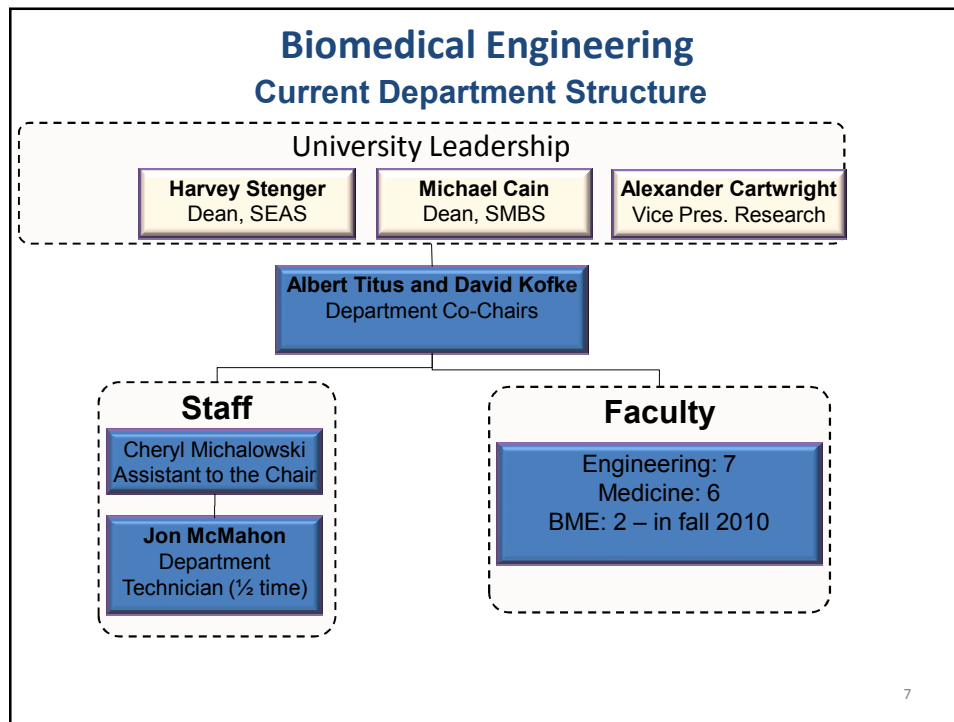 Biomedical Engineering
Current Department Structure
University Leadership
Harvey Stenger
Dean, SEAS
Michael Cain
Dean, SMBS
Alexander Cartwright
Vice Pres. Research
Albert Titus and David Kofke
Department Co-Chairs
Staff
Cheryl Michalowski
Assistant to the Chair
Jon McMahon
Department
Technician (½ time)
Faculty
Engineering: 7
Medicine: 6
BME: 2 – in fall 2010
7